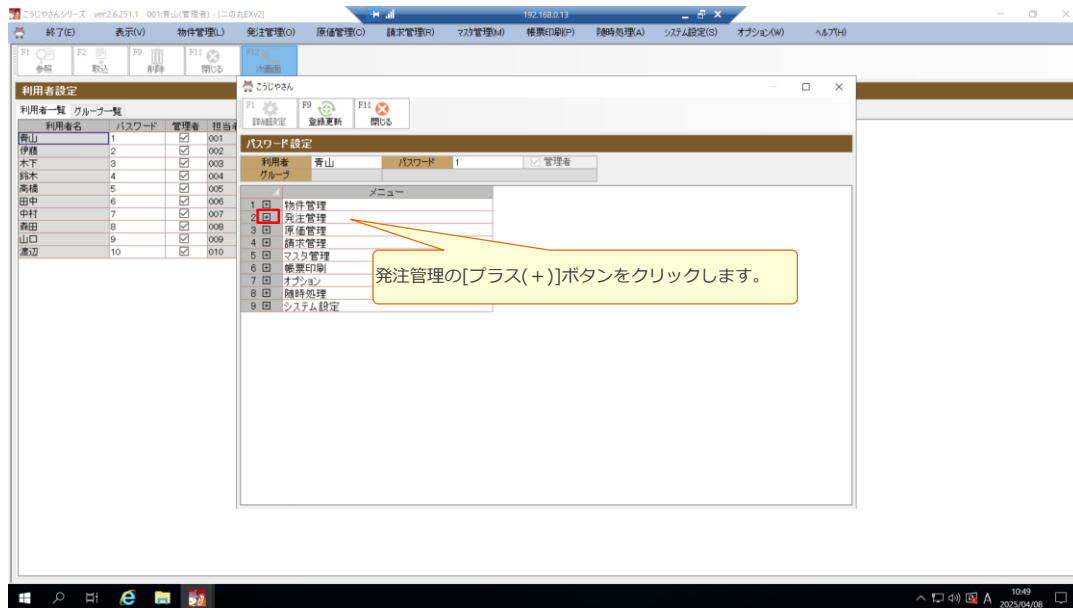 こうじやさんシリーズ ver:2.6.251.1 001:青山(管理者) - [二の丸EXv2]
192.168.0.13
終了(E) 表示(V) 物件管理(L) 発注管理(O) 原価管理(C) 請求管理(R) マスタ管理(M) 帳票印刷(P) 随時処理(A) システム設定(S) オプション(W) ヘルプ(H)
F1 F2 F9 F11 F12
参照 取込 削除 閉じる 次画面
利用者設定
利用者一覧 グループ一覧
利用者名 パスワード 管理者 担当者
青山 1 001
伊藤 2 002
木下 3 003
鈴木 4 004
高橋 5 005
田中 6 006
中村 7 007
森田 8 008
山口 9 009
渡辺 10 010
こうじやさん
F1 F9 F11
詳細設定 登録更新 閉じる
パスワード設定
利用者 青山 パスワード 1 管理者
グループ
メニュー
1 物件管理
2 発注管理
3 原価管理
4 請求管理
5 マスタ管理
6 帳票印刷
7 オプション
8 随時処理
9 システム設定
発注管理の[プラス(+)]ボタンをクリックします。
A 10:49
2025/04/08